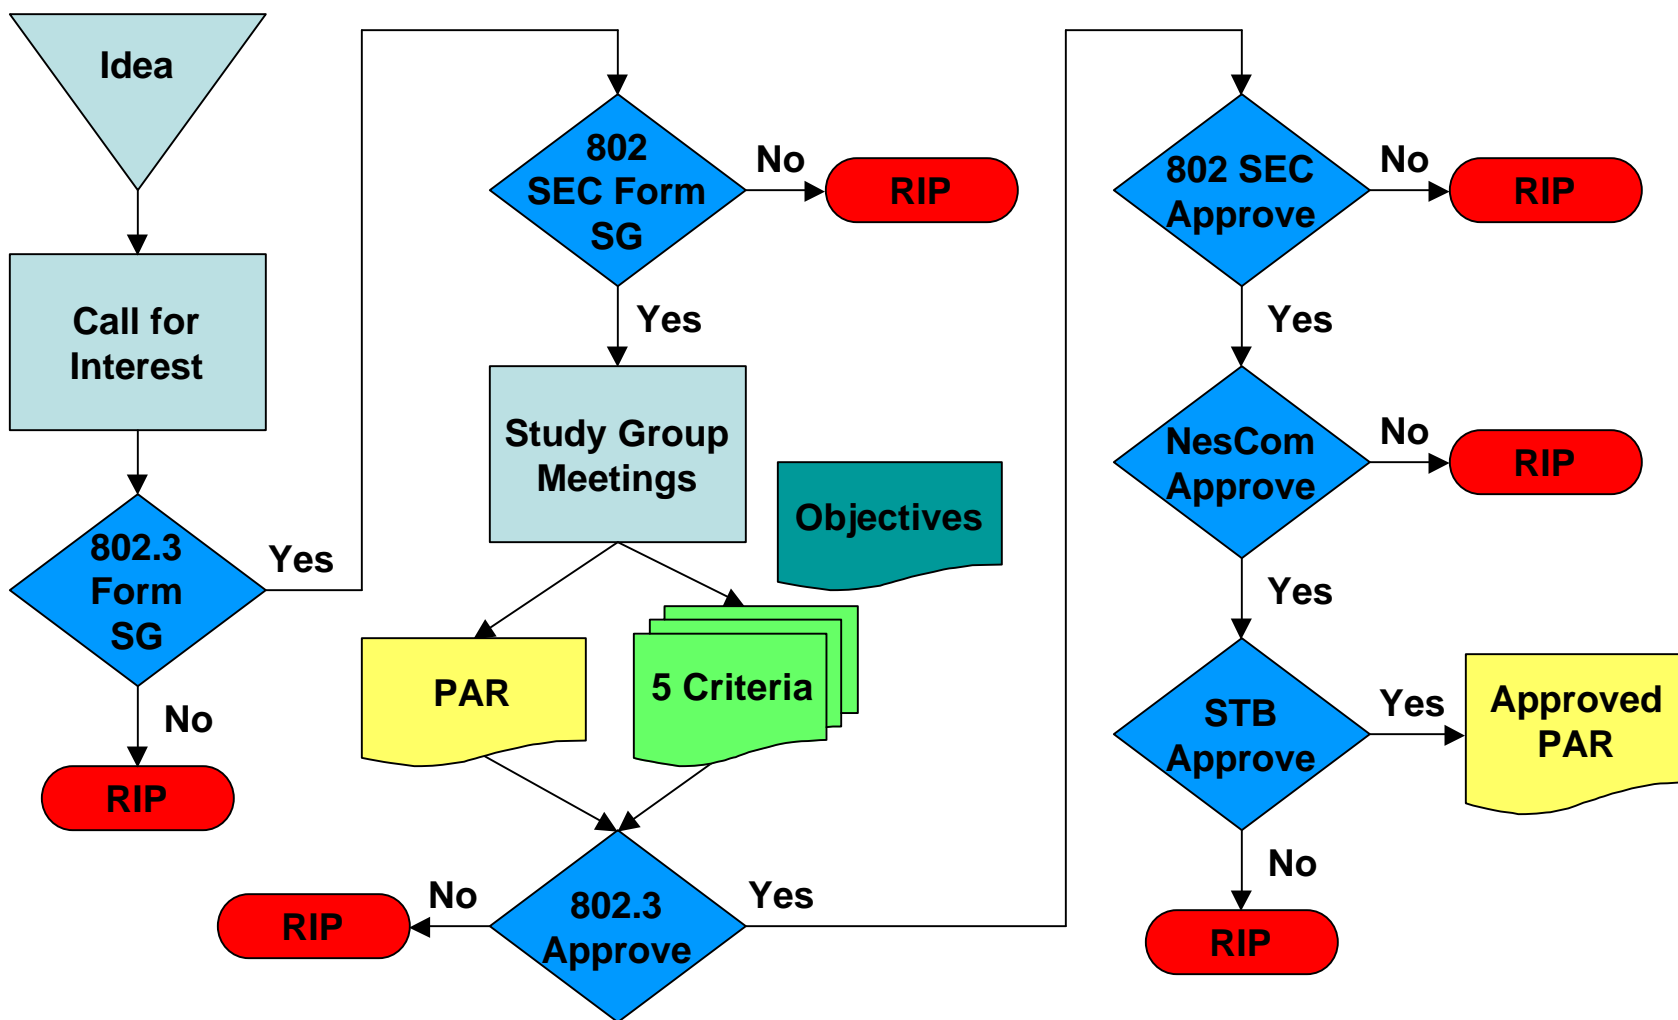 Idea
Call for
Interest
802.3
Form
SG
Yes
No
RIP
802
SEC Form
SG
No
RIP
Yes
Study Group
Meetings
Objectives
PAR
5 Criteria
802.3
Approve
No
RIP
Yes
802 SEC
Approve
No
RIP
Yes
NesCom
Approve
No
RIP
Yes
STB
Approve
Yes
Approved
PAR
No
RIP